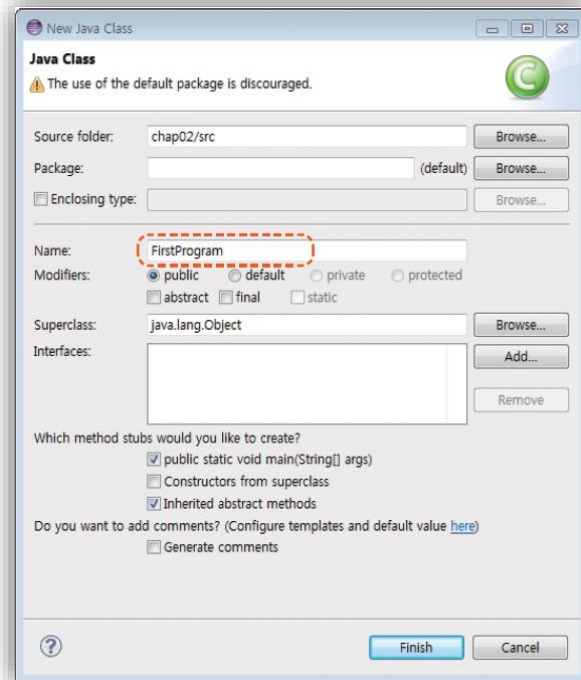 New Java Class
Java Class
The use of the default package is discouraged.
C
Source folder: chap02/src Browse...
Package: (default) Browse...
Enclosing type: Browse...
Name: FirstProgram
Modifiers: public default private protected
abstract final static
Superclass: java.lang.Object Browse...
Interfaces: Add...
Remove
Which method stubs would you like to create?
public static void main(String[] args)
Constructors from superclass
Inherited abstract methods
Do you want to add comments? (Configure templates and default value here)
Generate comments
? Finish Cancel